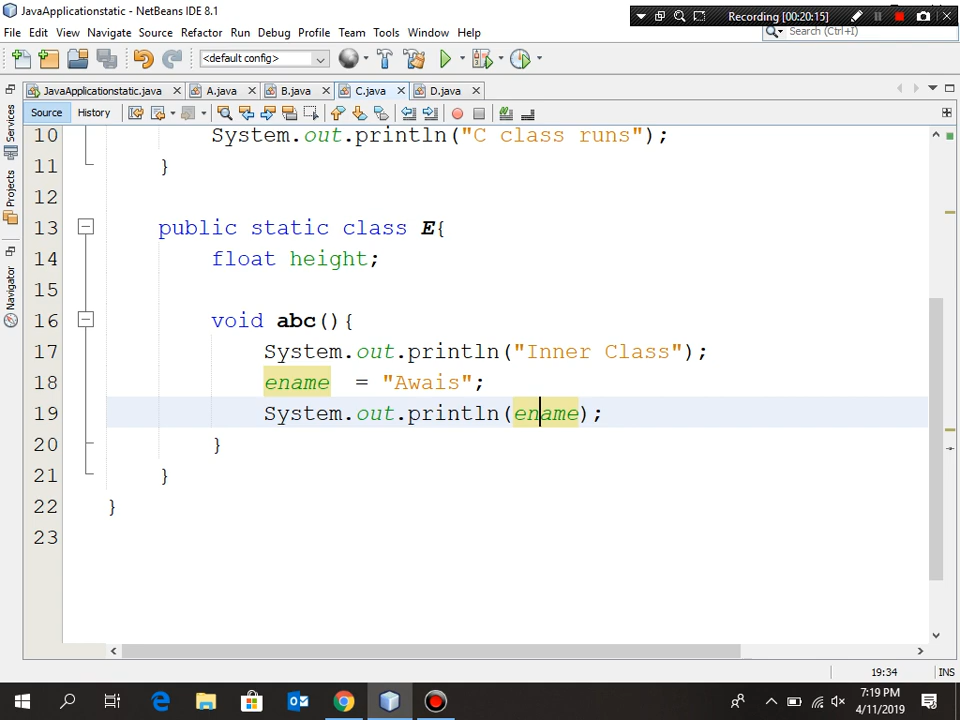 JavaApplicationstatic - NetBeans IDE 8.1
Recording [00:20:15]
File Edit View Navigate Source Refactor Run Debug Profile Team Tools Window Help
Search (Ctrl+I)
<default config>
JavaApplicationstatic.java A.java B.java C.java D.java
Source History
Services
Projects
Navigator
10 System.out.println("C class runs");
11 }
12
13 public static class E{
14 float height;
15
16 void abc(){
17 System.out.println("Inner Class");
18 ename = "Awais";
19 System.out.println(ename);
20 }
21 }
22 }
23
19:34 INS
7:19 PM
4/11/2019